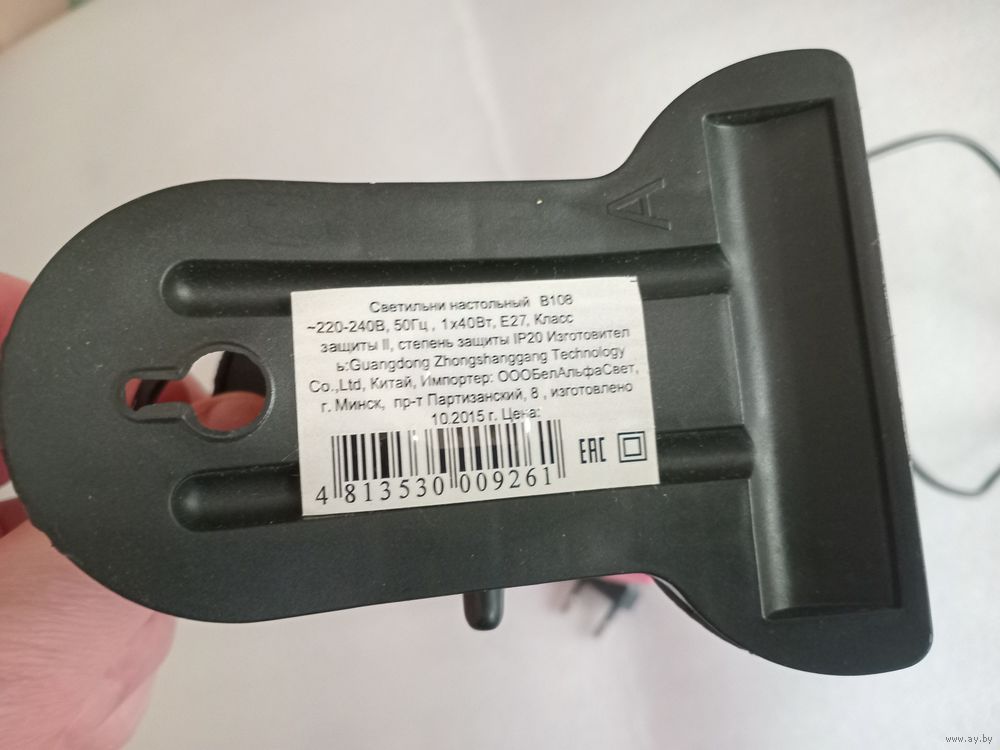 A
Светильни настольный В108
~220-240В, 50Гц , 1х40Вт, Е27, Класс
защиты II, степень защиты IP20 Изготовител
ь:Guangdong Zhongshanggang Technology
Co.,Ltd, Китай, Импортер: ОООБелАльфаСвет,
г. Минск, пр-т Партизанский, 8 , изготовлено
10.2015 г. Цена:
EAC
4 813530 009261
www.ay.by